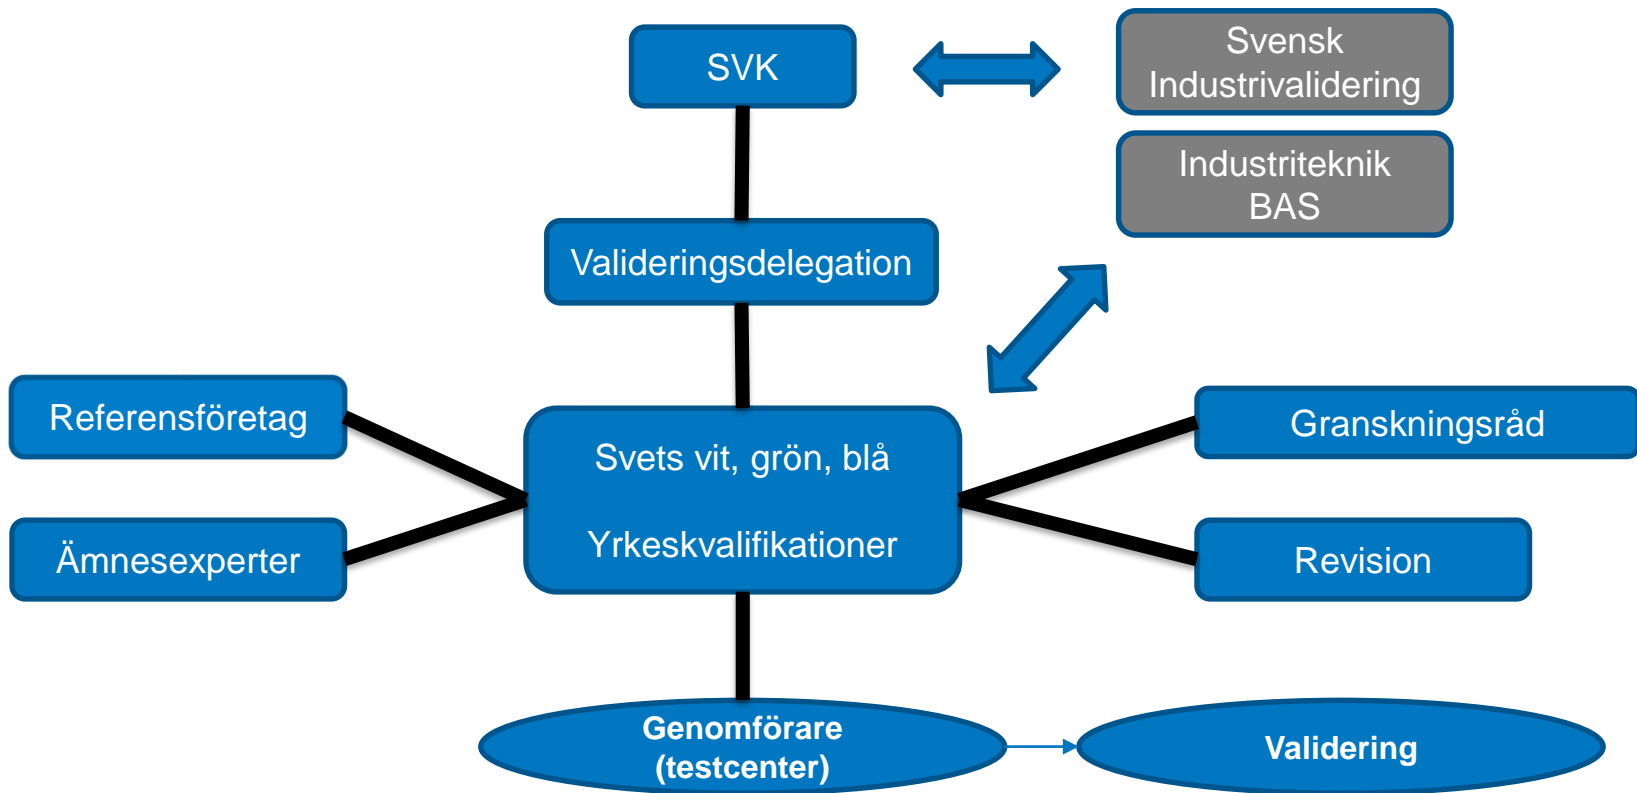 SVK
Svensk
Industrivalidering
Industriteknik
BAS
Valideringsdelegation
Referensföretag
Ämnesexperter
Svets vit, grön, blå
Yrkeskvalifikationer
Granskningsråd
Revision
Genomförare
(testcenter)
Validering